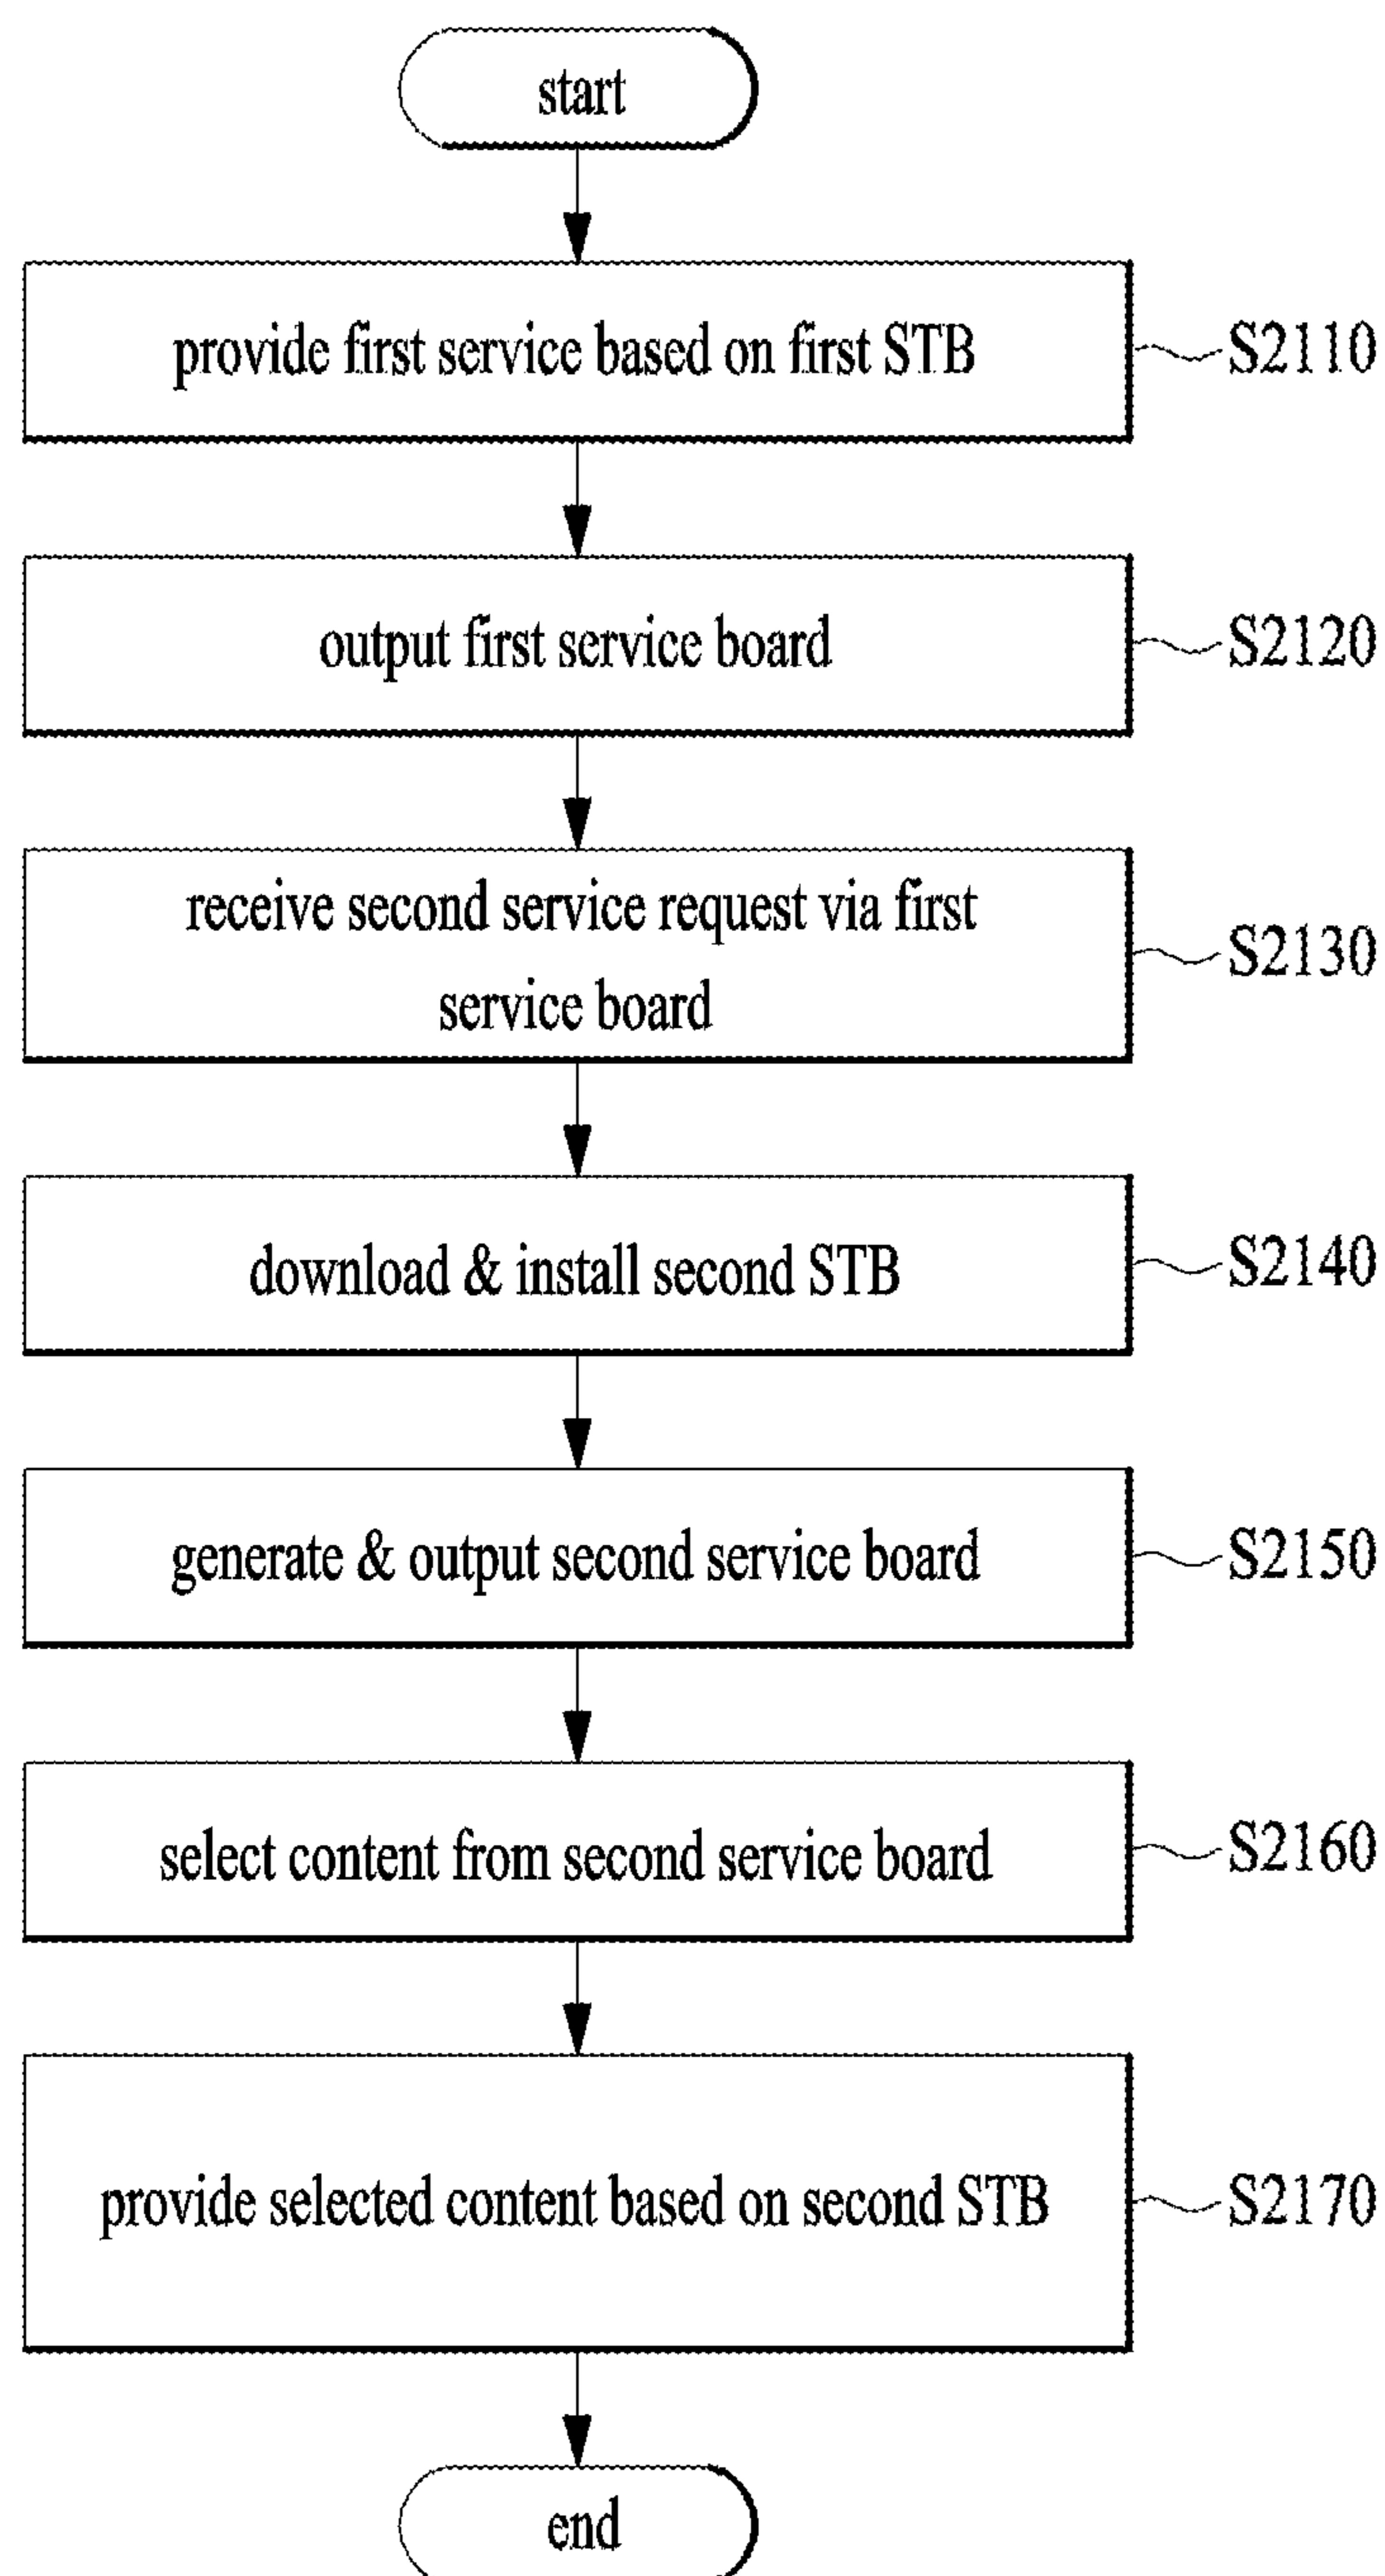 start
provide first service based on first STB
S2110
output first service board
S2120
receive second service request via first
service board
S2130
download & install second STB
S2140
generate & output second service board
S2150
select content from second service board
S2160
provide selected content based on second STB
S2170
end